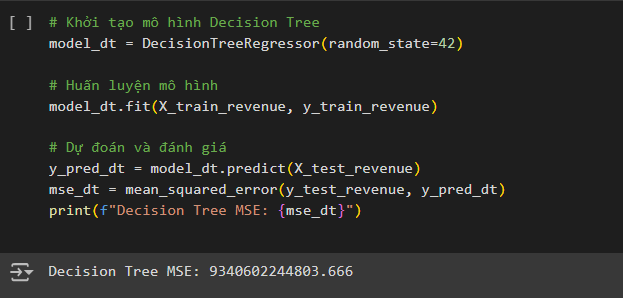 [ ] # Khởi tạo mô hình Decision Tree
model_dt = DecisionTreeRegressor(random_state=42)
# Huấn luyện mô hình
model_dt.fit(X_train_revenue, y_train_revenue)
# Dự đoán và đánh giá
y_pred_dt = model_dt.predict(X_test_revenue)
mse_dt = mean_squared_error(y_test_revenue, y_pred_dt)
print(f"Decision Tree MSE: {mse_dt}")
Decision Tree MSE: 9340602244803.666